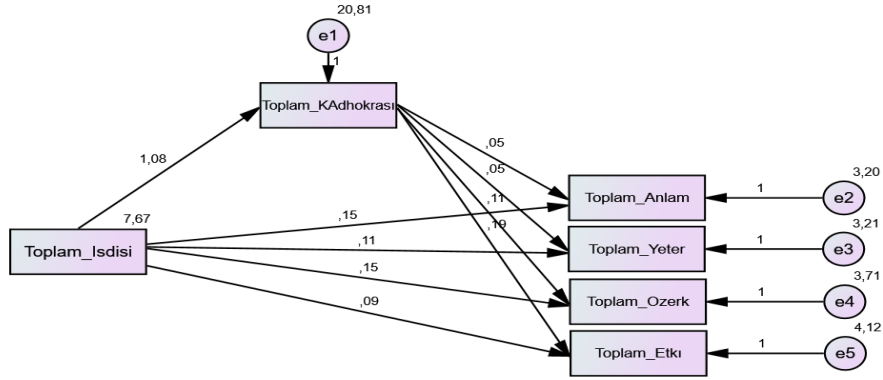 20,81
e1
1
Toplam_KAdhokrası
1,08
,05
,05
,11
,19
3,20
Toplam_Anlam
1
e2
7,67
,15
Toplam_Isdisi
,11
Toplam_Yeter
1
3,21
e3
,15
Toplam_Ozerk
1
3,71
e4
,09
Toplam_Etkı
1
4,12
e5